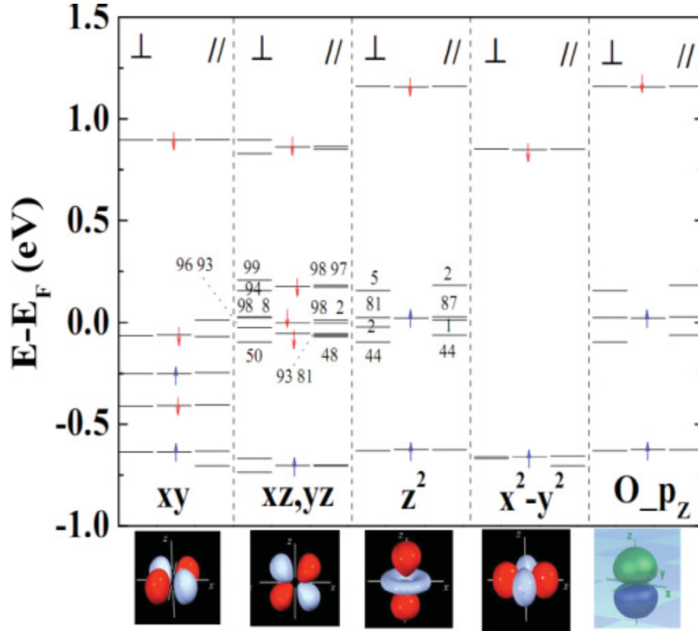 1.5
1.0
0.5
0.0
-0.5
-1.0
E-E_F (eV)
⊥ // ⊥ // ⊥ // ⊥ // ⊥ //
96 93 99 98 97 5 2
94
98 8 98 2 81 87
2 1
50 48 44 44
93 81
xy xz,yz z² x²-y² O_p_z
z
x
z
x
z
x
z
x
z
y
x